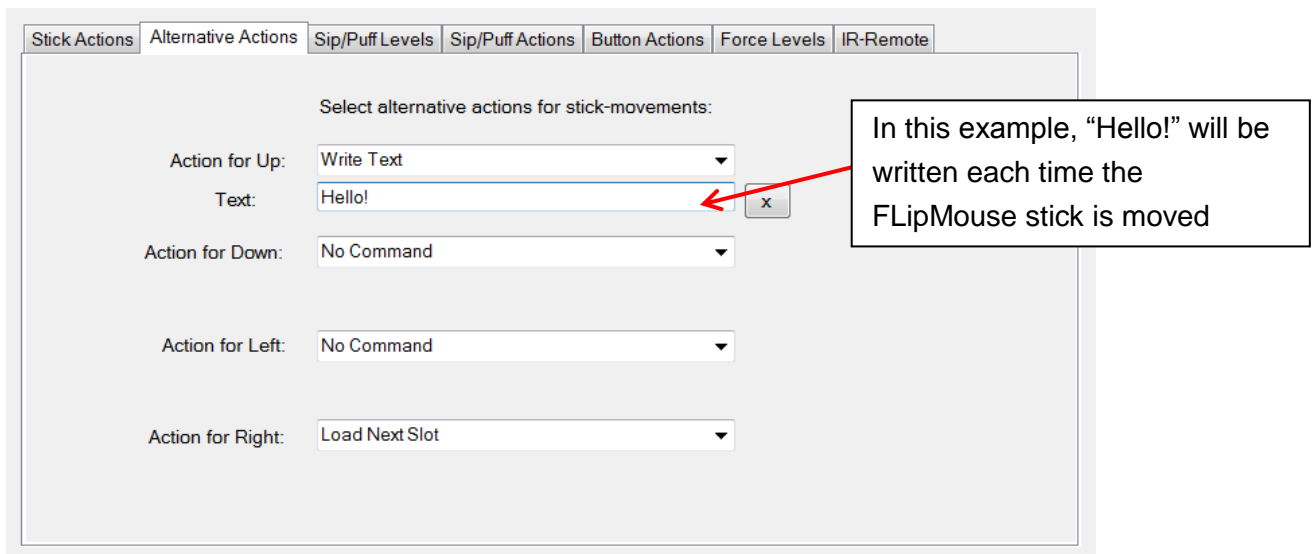 Stick Actions Alternative Actions Sip/Puff Levels Sip/Puff Actions Button Actions Force Levels IR-Remote
Select alternative actions for stick-movements:
Action for Up: Write Text
Text: Hello! x
Action for Down: No Command
Action for Left: No Command
Action for Right: Load Next Slot
In this example, “Hello!” will be
written each time the
FLipMouse stick is moved